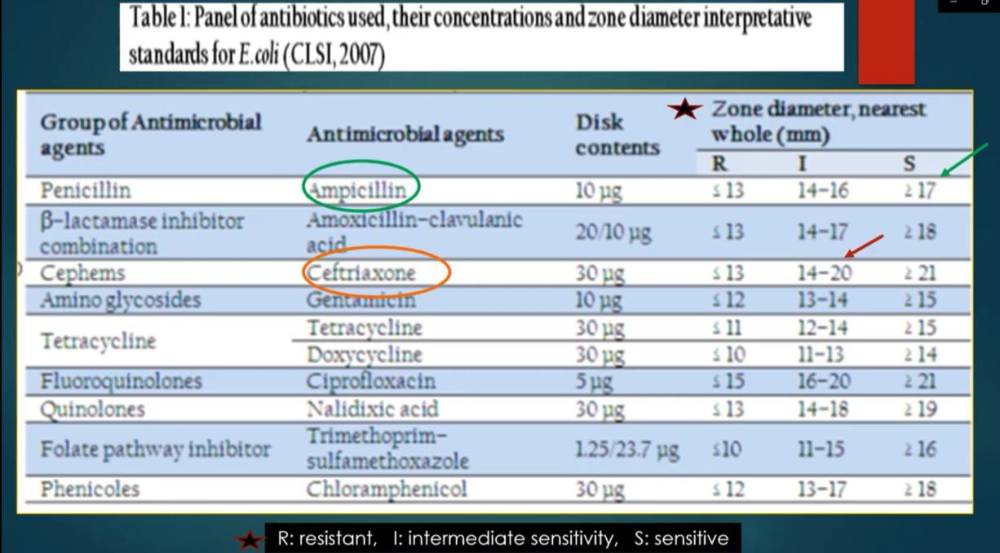 Table 1: Panel of antibiotics used, their concentrations and zone diameter interpretative
standards for E.coli (CLSI, 2007)
Group of Antimicrobial agents Antimicrobial agents Disk contents Zone diameter, nearest whole (mm)
R I S
Penicillin Ampicillin 10 µg ≤ 13 14-16 ≥ 17
β-lactamase inhibitor combination Amoxicillin-clavulanic acid 20/10 µg ≤ 13 14-17 ≥ 18
Cephems Ceftriaxone 30 µg ≤ 13 14-20 ≥ 21
Amino glycosides Gentamicin 10 µg ≤ 12 13-14 ≥ 15
Tetracycline Tetracycline 30 µg ≤ 11 12-14 ≥ 15
Doxycycline 30 µg ≤ 10 11-13 ≥ 14
Fluoroquinolones Ciprofloxacin 5 µg ≤ 15 16-20 ≥ 21
Quinolones Nalidixic acid 30 µg ≤ 13 14-18 ≥ 19
Folate pathway inhibitor Trimethoprim-sulfamethoxazole 1.25/23.7 µg ≤10 11-15 ≥ 16
Phenicoles Chloramphenicol 30 µg ≤ 12 13-17 ≥ 18
R: resistant, I: intermediate sensitivity, S: sensitive